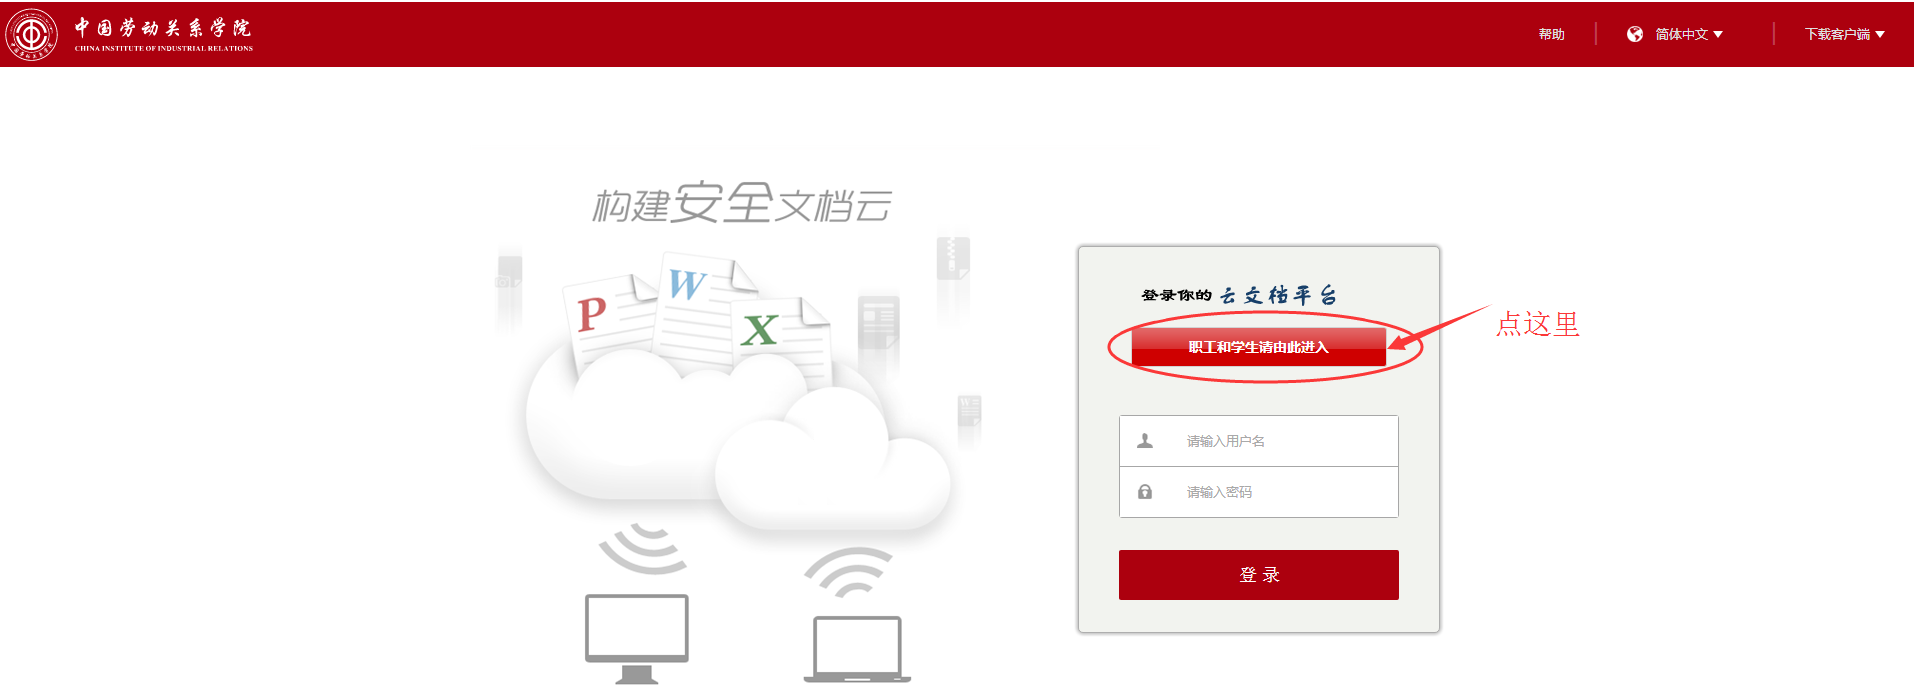 中国劳动关系学院
CHINA INSTITUTE OF INDUSTRIAL RELATIONS
帮助
简体中文
下载客户端
构建安全文档云
P
W
X
W
登录你的 云文档平台
职工和学生请由此进入
点这里
请输入用户名
请输入密码
登 录